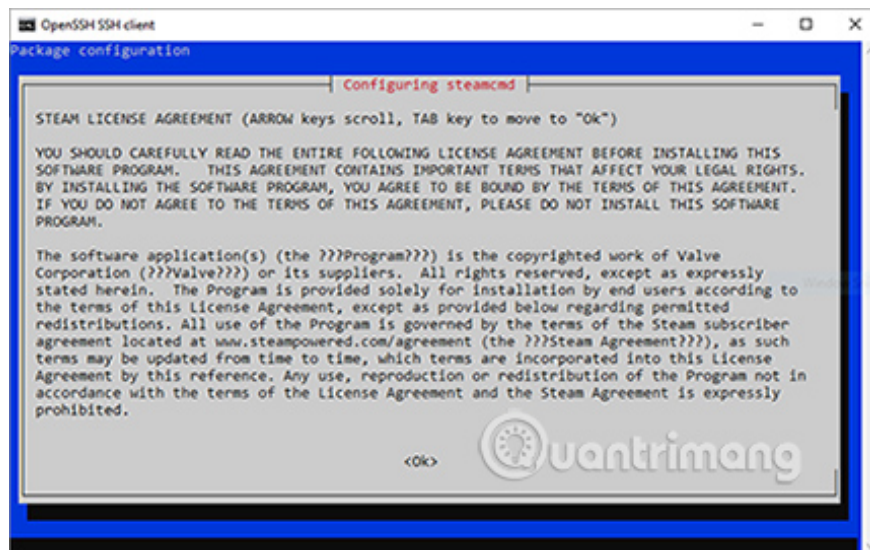 OpenSSH SSH client
Package configuration
Configuring steamcmd
STEAM LICENSE AGREEMENT (ARROW keys scroll, TAB key to move to "Ok")
YOU SHOULD CAREFULLY READ THE ENTIRE FOLLOWING LICENSE AGREEMENT BEFORE INSTALLING THIS
SOFTWARE PROGRAM. THIS AGREEMENT CONTAINS IMPORTANT TERMS THAT AFFECT YOUR LEGAL RIGHTS.
BY INSTALLING THE SOFTWARE PROGRAM, YOU AGREE TO BE BOUND BY THE TERMS OF THIS AGREEMENT.
IF YOU DO NOT AGREE TO THE TERMS OF THIS AGREEMENT, PLEASE DO NOT INSTALL THIS SOFTWARE
PROGRAM.
The software application(s) (the ???Program???) is the copyrighted work of Valve
Corporation (???Valve???) or its suppliers. All rights reserved, except as expressly
stated herein. The Program is provided solely for installation by end users according to
the terms of this License Agreement, except as provided below regarding permitted
redistributions. All use of the Program is governed by the terms of the Steam subscriber
agreement located at www.steampowered.com/agreement (the ???Steam Agreement???), as such
terms may be updated from time to time, which terms are incorporated into this License
Agreement by this reference. Any use, reproduction or redistribution of the Program not in
accordance with the terms of the License Agreement and the Steam Agreement is expressly
prohibited.
<Ok>
Quantrimang